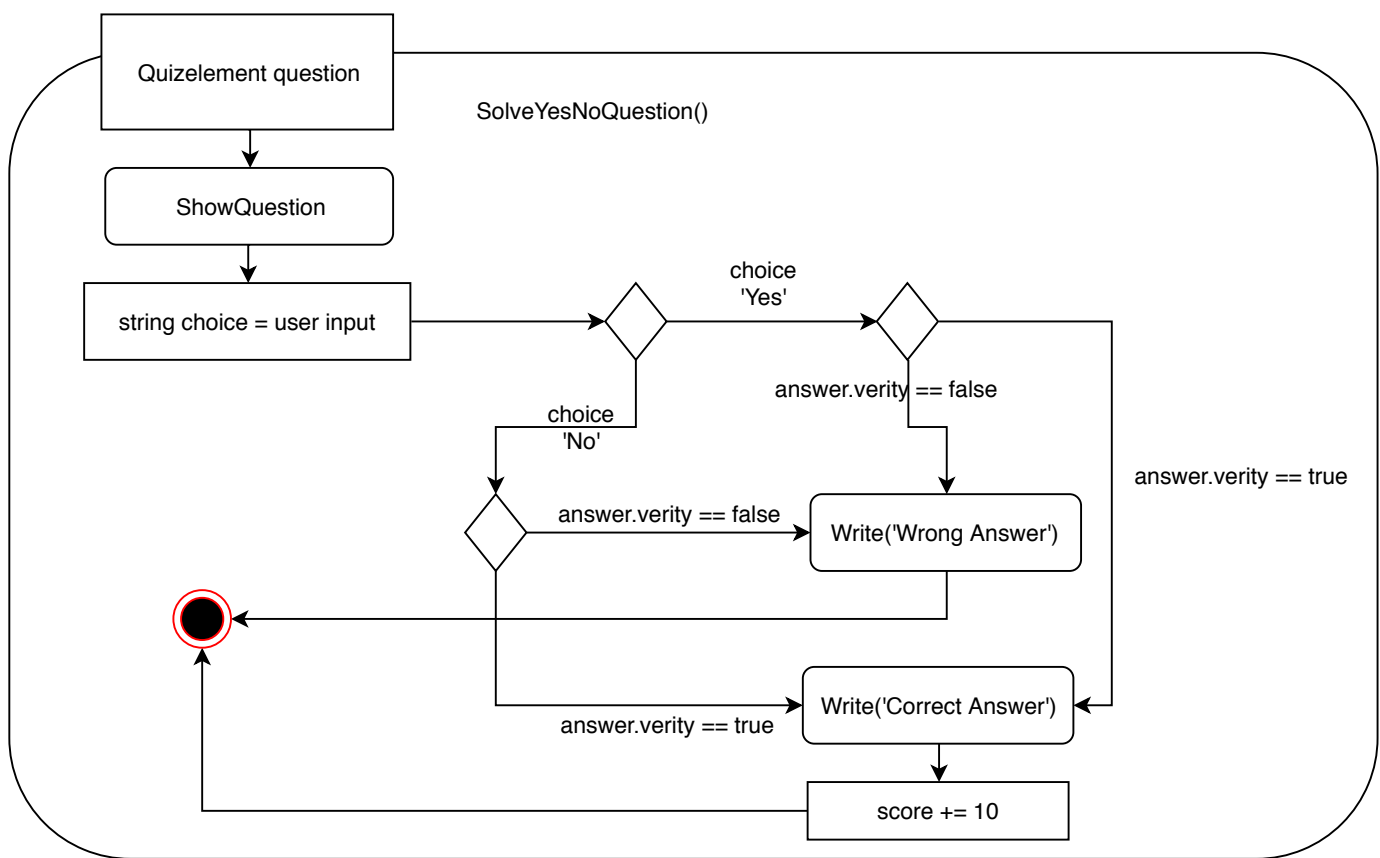 Quizelement question
SolveYesNoQuestion()
ShowQuestion
string choice = user input
choice
'Yes'
answer.verity == false
choice
'No'
answer.verity == true
answer.verity == false
Write('Wrong Answer')
Write('Correct Answer')
answer.verity == true
score += 10